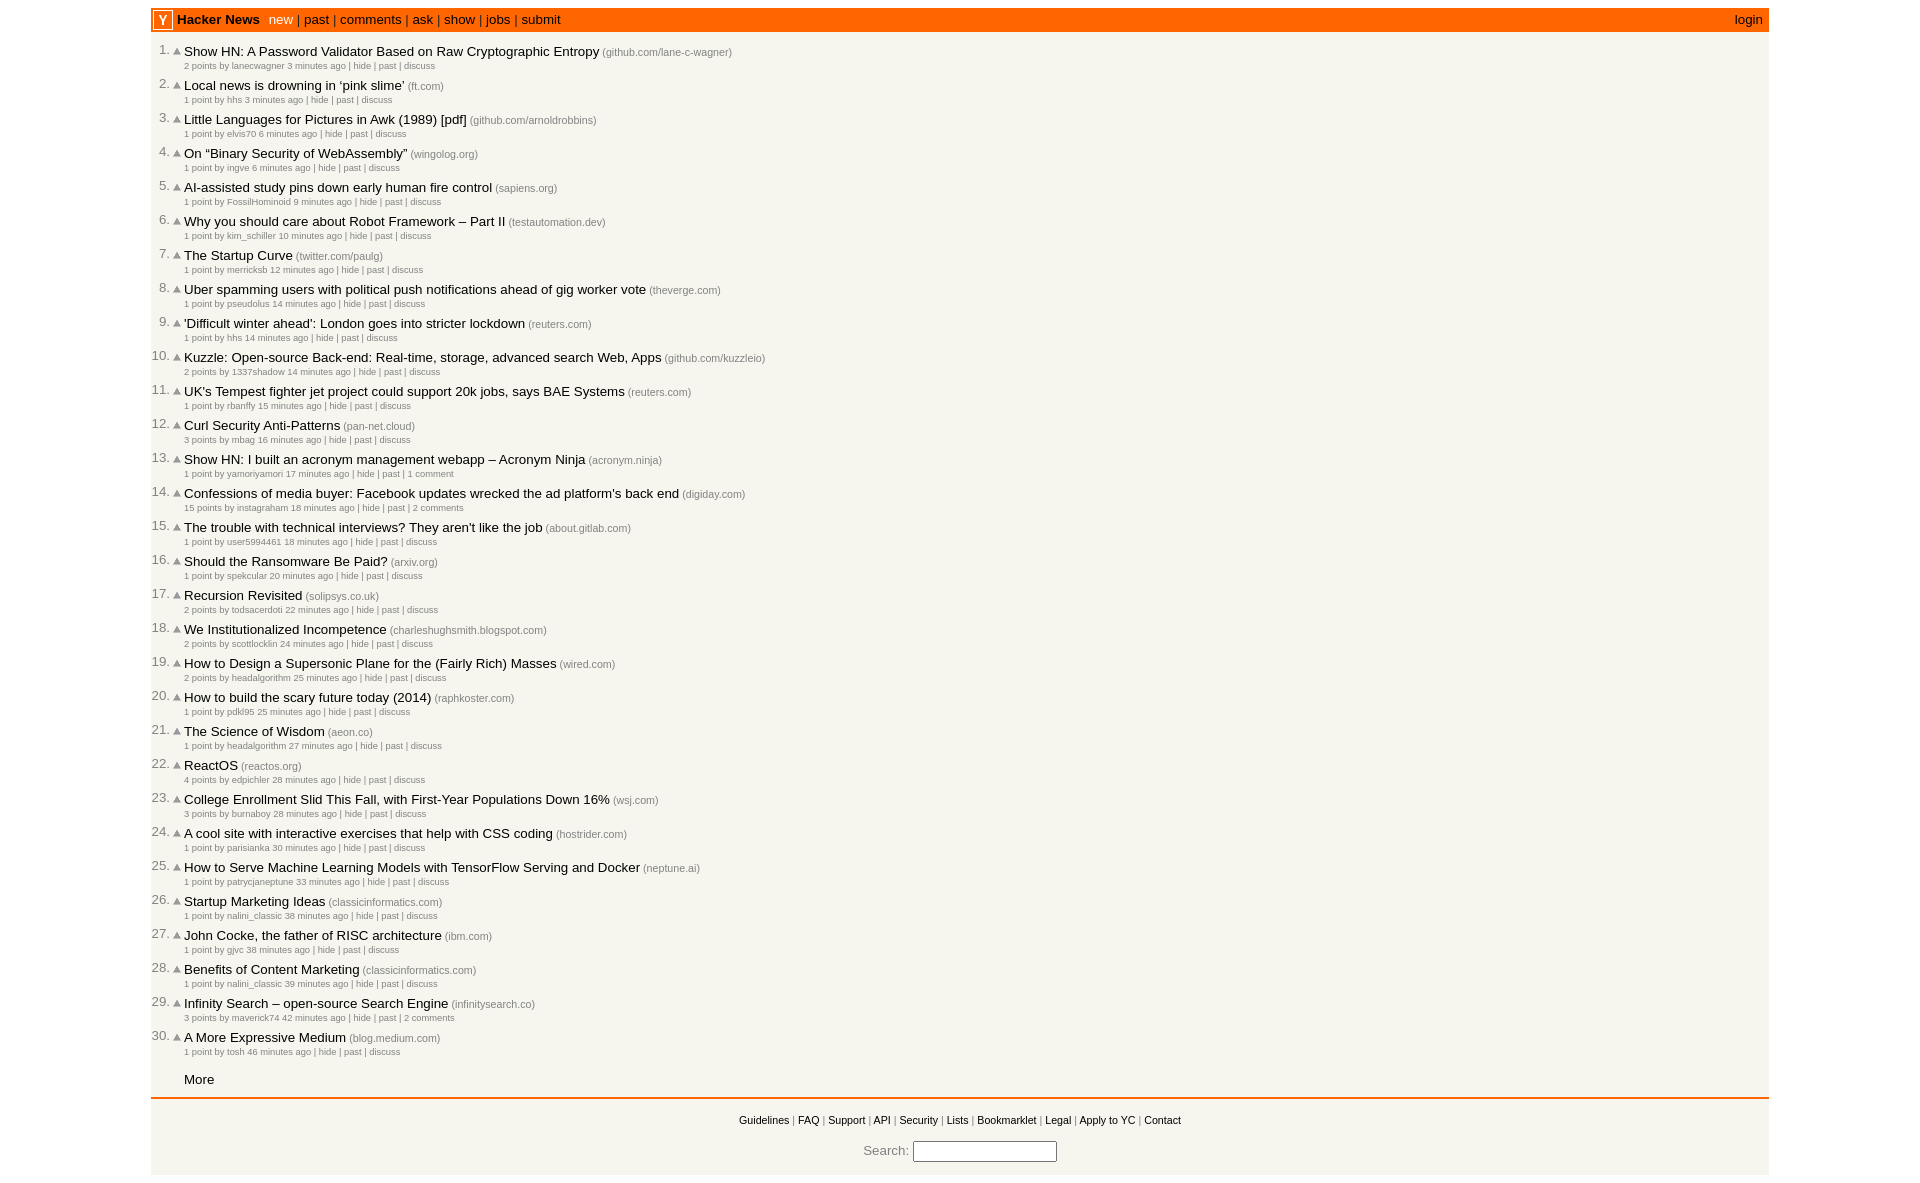 Y Hacker News new | past | comments | ask | show | jobs | submit login
1. Show HN: A Password Validator Based on Raw Cryptographic Entropy (github.com/lane-c-wagner)
2 points by lanecwagner 3 minutes ago | hide | past | discuss
2. Local news is drowning in ‘pink slime’ (ft.com)
1 point by hhs 3 minutes ago | hide | past | discuss
3. Little Languages for Pictures in Awk (1989) [pdf] (github.com/arnoldrobbins)
1 point by elvis70 6 minutes ago | hide | past | discuss
4. On “Binary Security of WebAssembly” (wingolog.org)
1 point by ingve 6 minutes ago | hide | past | discuss
5. AI-assisted study pins down early human fire control (sapiens.org)
1 point by FossilHominoid 9 minutes ago | hide | past | discuss
6. Why you should care about Robot Framework – Part II (testautomation.dev)
1 point by kim_schiller 10 minutes ago | hide | past | discuss
7. The Startup Curve (twitter.com/paulg)
1 point by merricksb 12 minutes ago | hide | past | discuss
8. Uber spamming users with political push notifications ahead of gig worker vote (theverge.com)
1 point by pseudolus 14 minutes ago | hide | past | discuss
9. 'Difficult winter ahead': London goes into stricter lockdown (reuters.com)
1 point by hhs 14 minutes ago | hide | past | discuss
10. Kuzzle: Open-source Back-end: Real-time, storage, advanced search Web, Apps (github.com/kuzzleio)
2 points by 1337shadow 14 minutes ago | hide | past | discuss
11. UK's Tempest fighter jet project could support 20k jobs, says BAE Systems (reuters.com)
1 point by rbanffy 15 minutes ago | hide | past | discuss
12. Curl Security Anti-Patterns (pan-net.cloud)
3 points by mbag 16 minutes ago | hide | past | discuss
13. Show HN: I built an acronym management webapp – Acronym Ninja (acronym.ninja)
1 point by yamoriyamori 17 minutes ago | hide | past | 1 comment
14. Confessions of media buyer: Facebook updates wrecked the ad platform's back end (digiday.com)
15 points by instagraham 18 minutes ago | hide | past | 2 comments
15. The trouble with technical interviews? They aren't like the job (about.gitlab.com)
1 point by user5994461 18 minutes ago | hide | past | discuss
16. Should the Ransomware Be Paid? (arxiv.org)
1 point by spekcular 20 minutes ago | hide | past | discuss
17. Recursion Revisited (solipsys.co.uk)
2 points by todsacerdoti 22 minutes ago | hide | past | discuss
18. We Institutionalized Incompetence (charleshughsmith.blogspot.com)
2 points by scottlocklin 24 minutes ago | hide | past | discuss
19. How to Design a Supersonic Plane for the (Fairly Rich) Masses (wired.com)
2 points by headalgorithm 25 minutes ago | hide | past | discuss
20. How to build the scary future today (2014) (raphkoster.com)
1 point by pdkl95 25 minutes ago | hide | past | discuss
21. The Science of Wisdom (aeon.co)
1 point by headalgorithm 27 minutes ago | hide | past | discuss
22. ReactOS (reactos.org)
4 points by edpichler 28 minutes ago | hide | past | discuss
23. College Enrollment Slid This Fall, with First-Year Populations Down 16% (wsj.com)
3 points by burnaboy 28 minutes ago | hide | past | discuss
24. A cool site with interactive exercises that help with CSS coding (hostrider.com)
1 point by parisianka 30 minutes ago | hide | past | discuss
25. How to Serve Machine Learning Models with TensorFlow Serving and Docker (neptune.ai)
1 point by patrycjaneptune 33 minutes ago | hide | past | discuss
26. Startup Marketing Ideas (classicinformatics.com)
1 point by nalini_classic 38 minutes ago | hide | past | discuss
27. John Cocke, the father of RISC architecture (ibm.com)
1 point by gjvc 38 minutes ago | hide | past | discuss
28. Benefits of Content Marketing (classicinformatics.com)
1 point by nalini_classic 39 minutes ago | hide | past | discuss
29. Infinity Search – open-source Search Engine (infinitysearch.co)
3 points by maverick74 42 minutes ago | hide | past | 2 comments
30. A More Expressive Medium (blog.medium.com)
1 point by tosh 46 minutes ago | hide | past | discuss
More
Guidelines | FAQ | Support | API | Security | Lists | Bookmarklet | Legal | Apply to YC | Contact
Search: